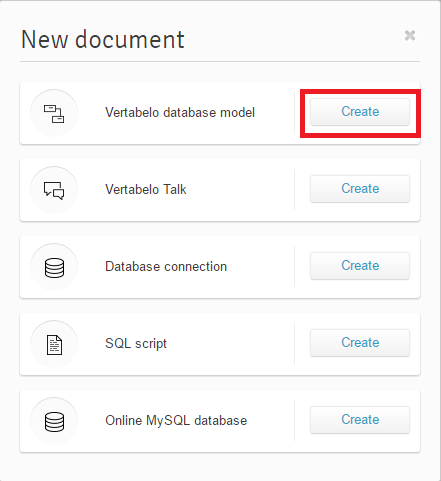 New document
Vertabelo database model
Create
Vertabelo Talk
Create
Database connection
Create
SQL script
Create
Online MySQL database
Create